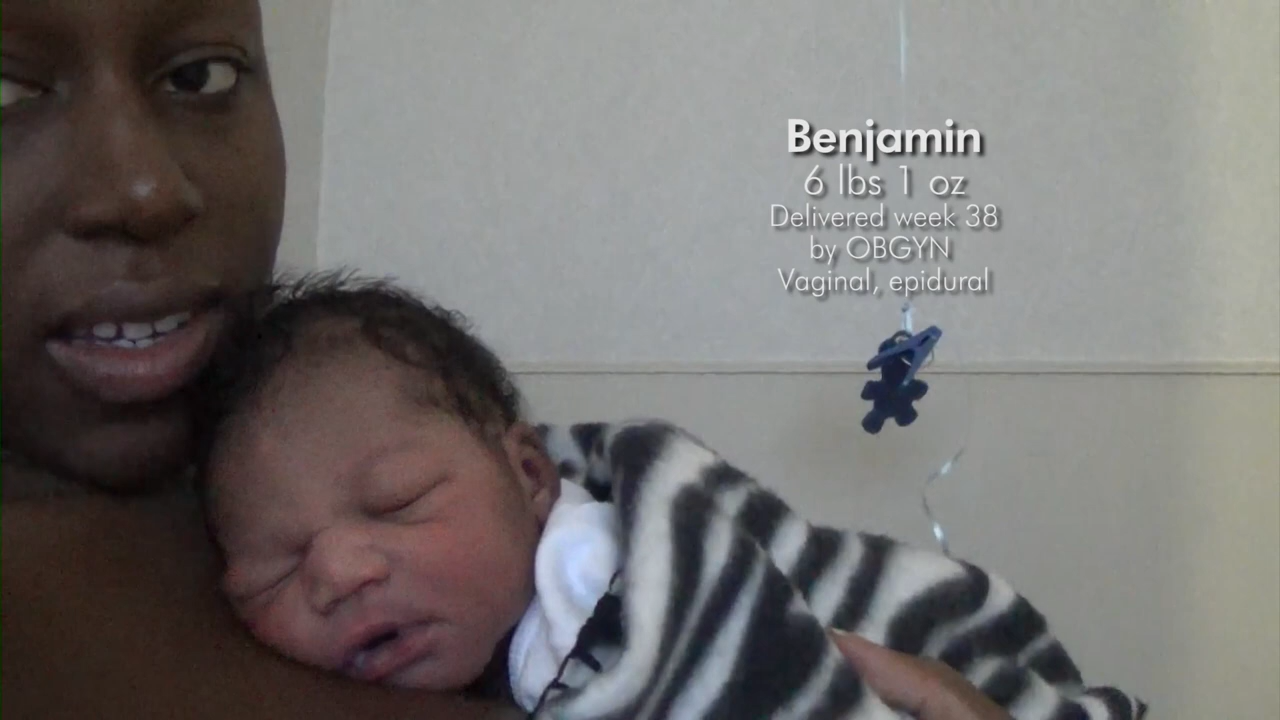 Benjamin
6 lbs 1 oz
Delivered week 38
by OBGYN
Vaginal, epidural